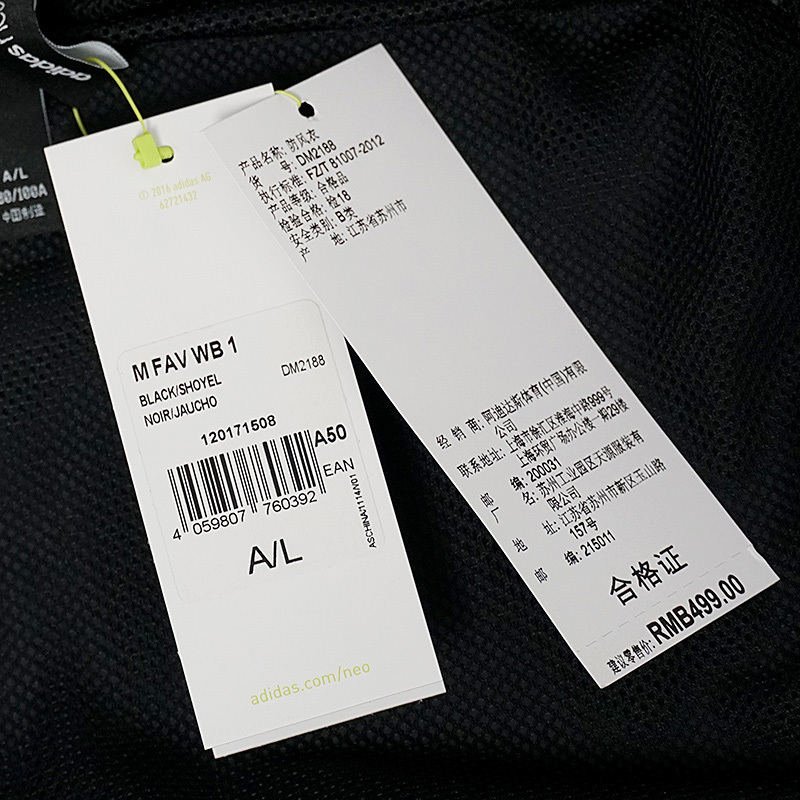 adidas neo
A/L
中国制造
© 2016 adidas AG
62721432
M FAV WB 1
BLACK/SHOYEL
DM2188
NOIR/JAUCHO
120171508
A50
EAN
4 059807 760392
ASCHINA1114/V01
A/L
adidas.com/neo
产品名称: 防风衣
货 号: DM2188
执行标准: FZ/T 81007-2012
产品等级: 合格品
检验合格: 检18
安全类别: B类
产 地: 江苏省苏州市
经 销 商: 阿迪达斯体育(中国)有限
公司
联系地址: 上海市徐汇区淮海中路999号
上海环贸广场办公楼一期29楼
邮 编: 200031
厂 名: 苏州工业园区天源服装有
限公司
地 址: 江苏省苏州市新区玉山路
157号
邮 编: 215011
合格证
建议零售价: RMB499.00